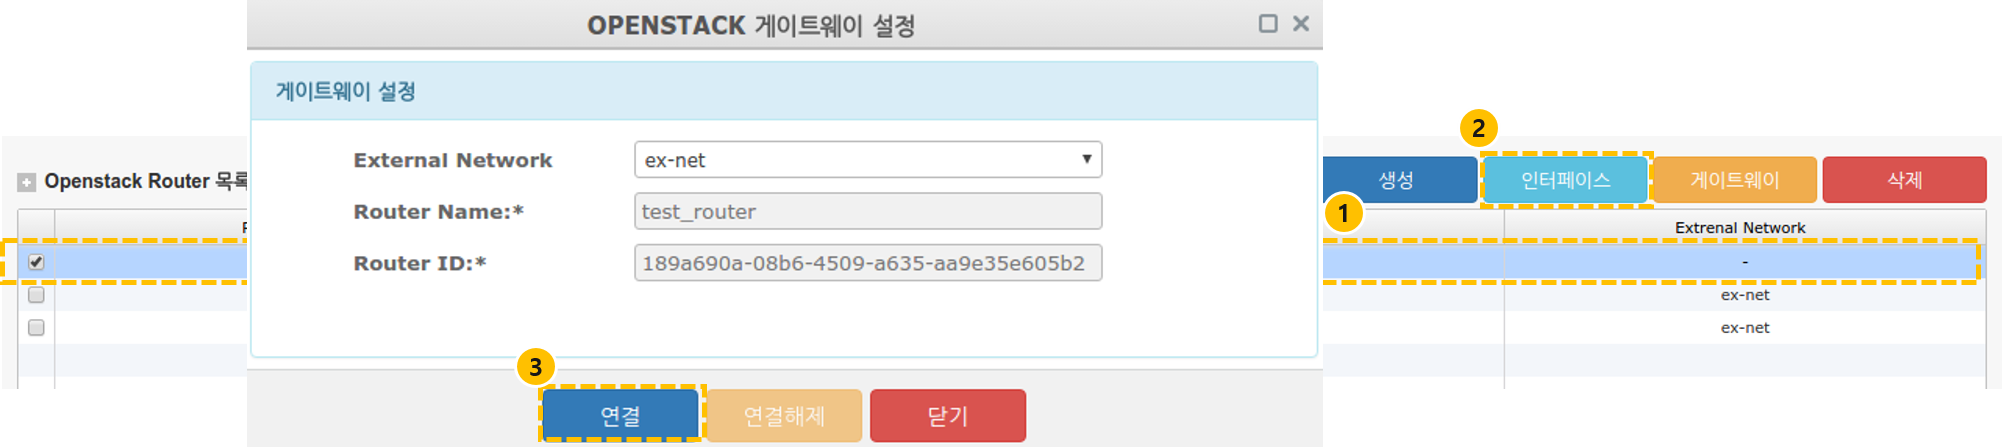 OPENSTACK 게이트웨이 설정
게이트웨이 설정
External Network ex-net
Router Name:* test_router
Router ID:* 189a690a-08b6-4509-a635-aa9e35e605b2
3
연결 연결해제 닫기
Openstack Router 목록
2
생성 인터페이스 게이트웨이 삭제
1
Extrenal Network
-
ex-net
ex-net